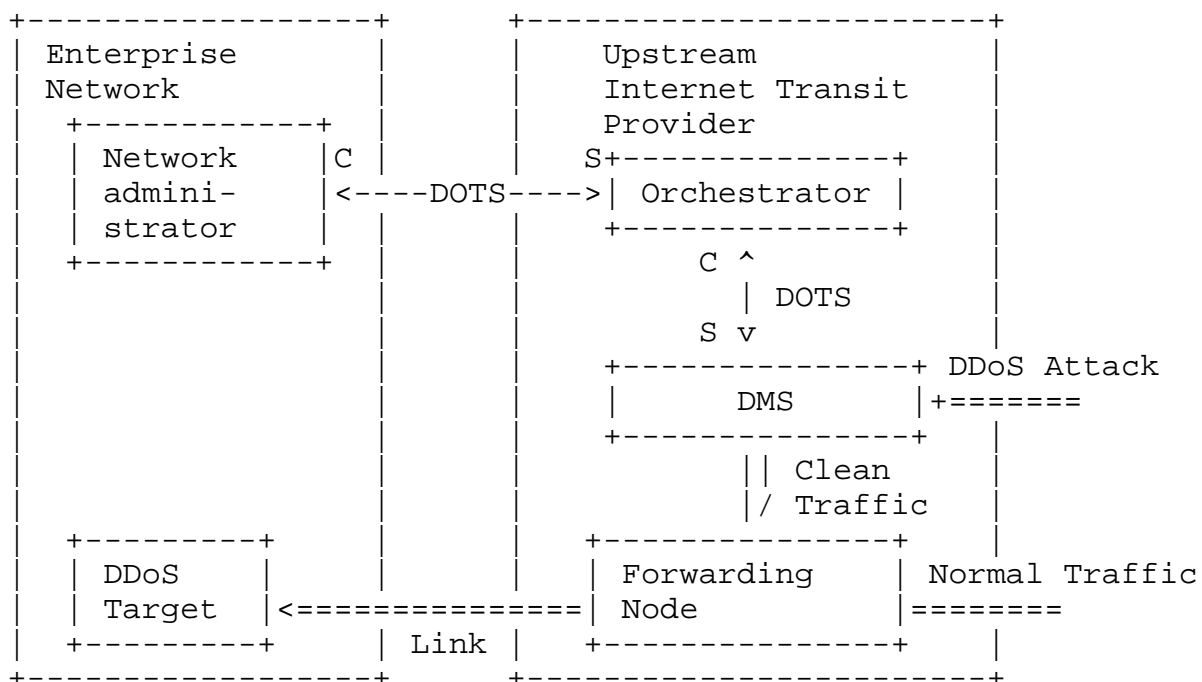 Enterprise Upstream
Network Internet Transit
Provider
Network C S
admini- <----DOTS----> Orchestrator
strator
C ^
| DOTS
S v
DDoS Attack
DMS +=======
|| Clean
|/ Traffic
DDoS Forwarding Normal Traffic
Target <=============== Node ========
Link